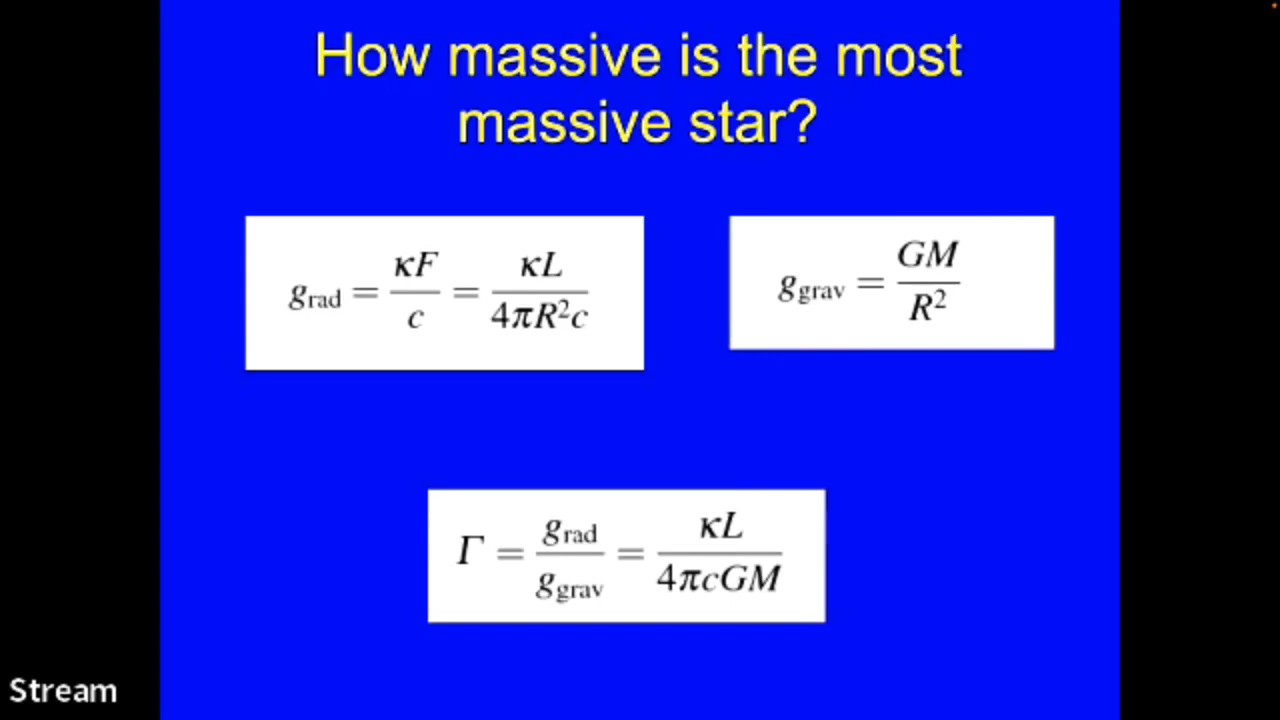 How massive is the most
massive star?
g_rad = κF/c = κL/4πR²c
g_grav = GM/R²
Γ = g_rad/g_grav = κL/4πcGM
Stream